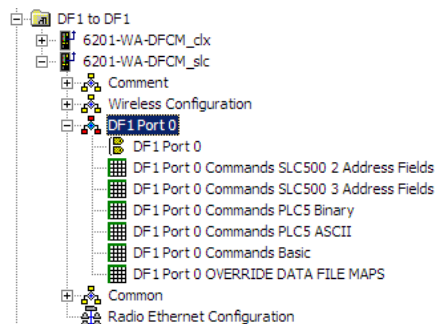 DF1 to DF1
6201-WA-DFCM_clx
6201-WA-DFCM_slc
Comment
Wireless Configuration
DF1 Port 0
DF1 Port 0
DF1 Port 0 Commands SLC500 2 Address Fields
DF1 Port 0 Commands SLC500 3 Address Fields
DF1 Port 0 Commands PLC5 Binary
DF1 Port 0 Commands PLC5 ASCII
DF1 Port 0 Commands Basic
DF1 Port 0 OVERRIDE DATA FILE MAPS
Common
Radio Ethernet Configuration